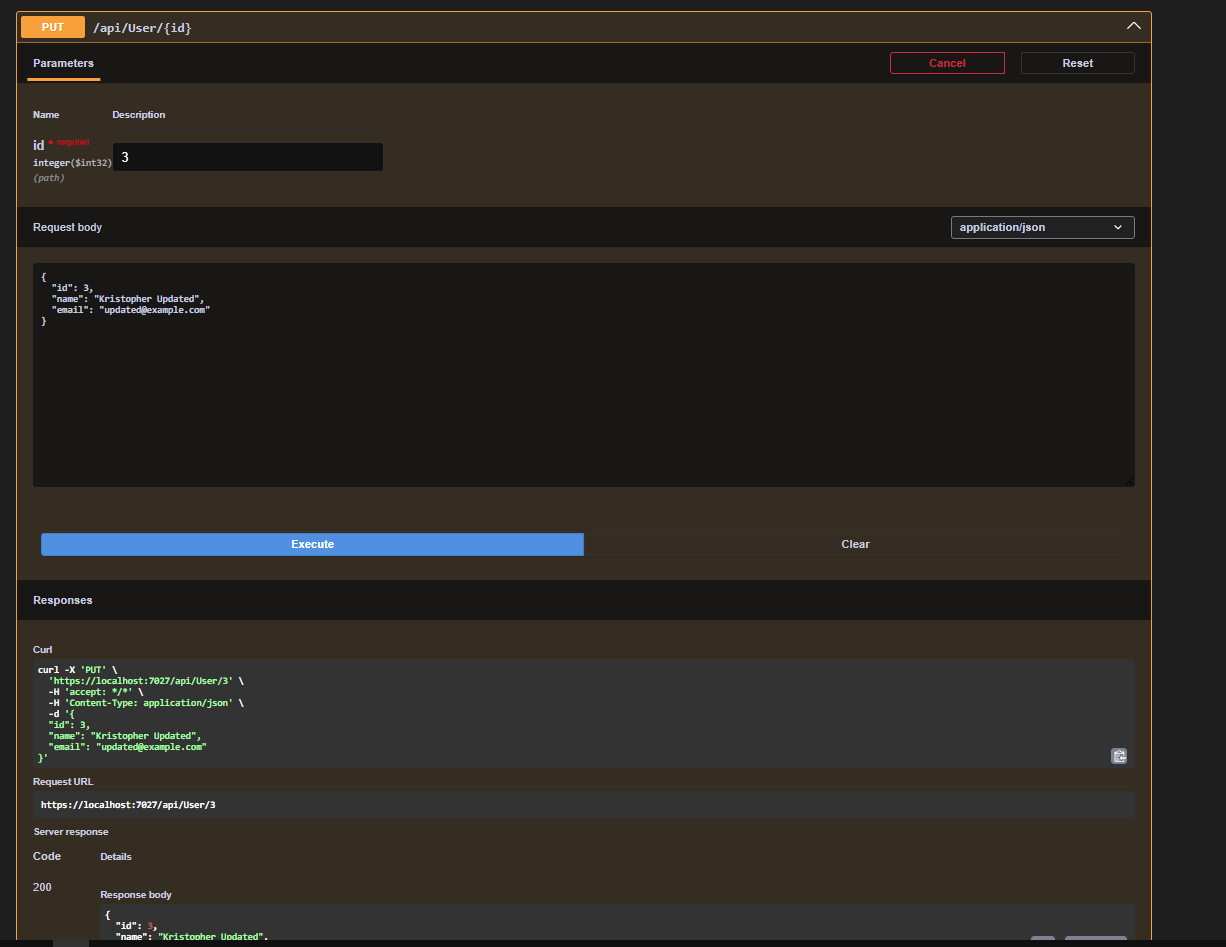 PUT /api/User/{id}
Parameters
Cancel
Reset
Name Description
id * required
integer($int32)
(path)
3
Request body
application/json
{
  "id": 3,
  "name": "Kristopher Updated",
  "email": "updated@example.com"
}
Execute
Clear
Responses
Curl
curl -X 'PUT' \
  'https://localhost:7027/api/User/3' \
  -H 'accept: */*' \
  -H 'Content-Type: application/json' \
  -d '{
  "id": 3,
  "name": "Kristopher Updated",
  "email": "updated@example.com"
}'
Request URL
https://localhost:7027/api/User/3
Server response
Code Details
200
Response body
{
  "id": 3,
  "name": "Kristopher Updated",